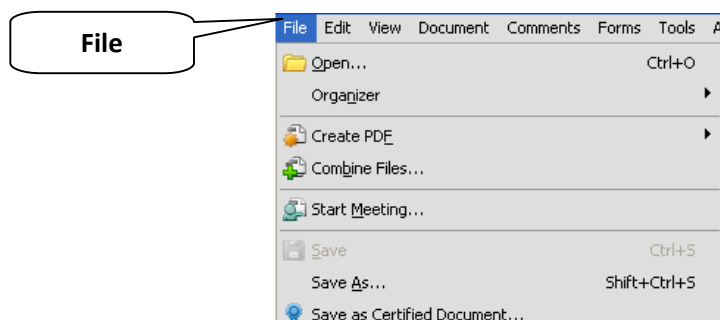 File
File Edit View Document Comments Forms Tools A
Open... Ctrl+O
Organizer
Create PDF
Combine Files...
Start Meeting...
Save Ctrl+S
Save As... Shift+Ctrl+S
Save as Certified Document...